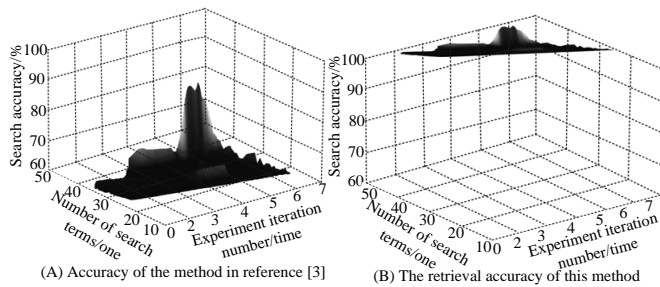 100
90
80
70
60
Search accuracy/%
50
40
30
20
10
Number of search
terms/one
0
2
3
4
5
6
7
Experiment iteration
number/time
(A) Accuracy of the method in reference [3]
100
90
80
70
60
Search accuracy/%
50
40
30
20
10
Number of search
terms/one
0
2
3
4
5
6
7
Experiment iteration
number/time
(B) The retrieval accuracy of this method